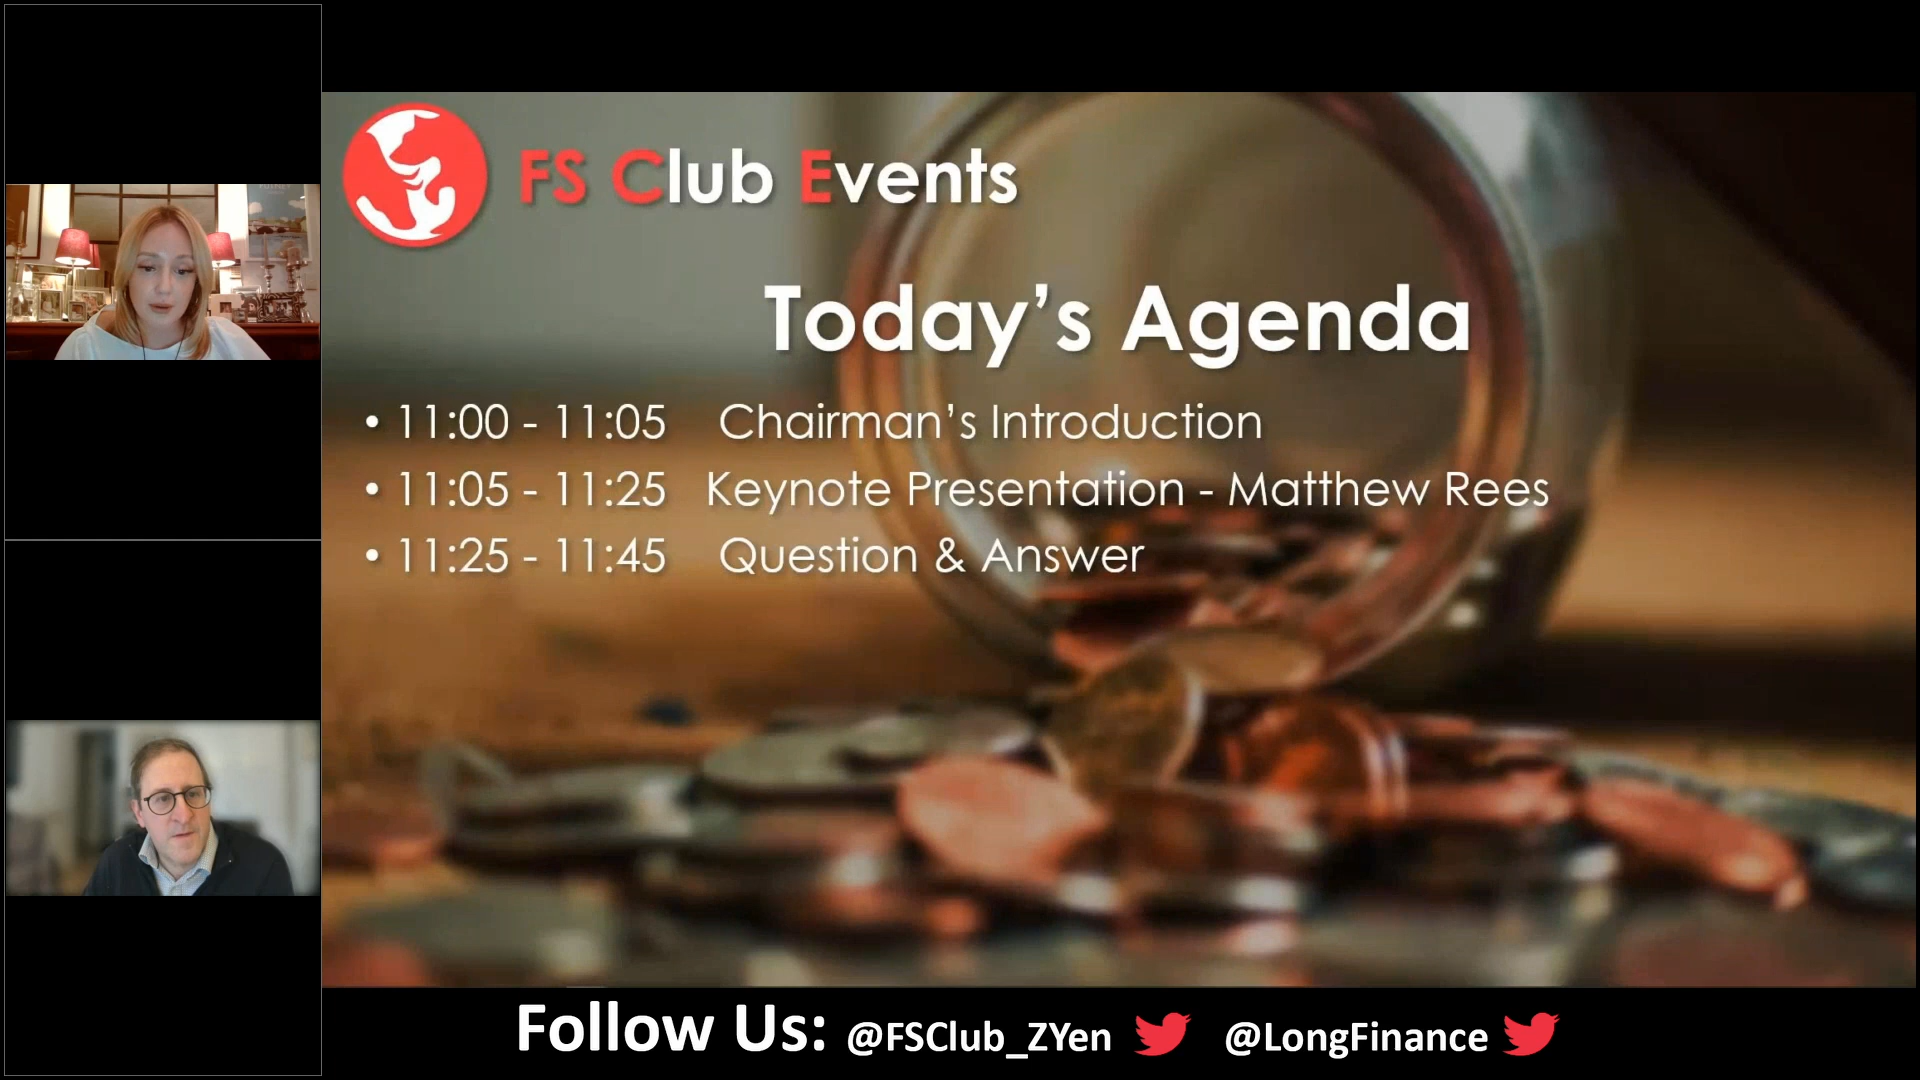 FS Club Events
Today's Agenda
• 11:00 - 11:05 Chairman's Introduction
• 11:05 - 11:25 Keynote Presentation - Matthew Rees
• 11:25 - 11:45 Question & Answer
Follow Us: @FSClub_ZYen @LongFinance